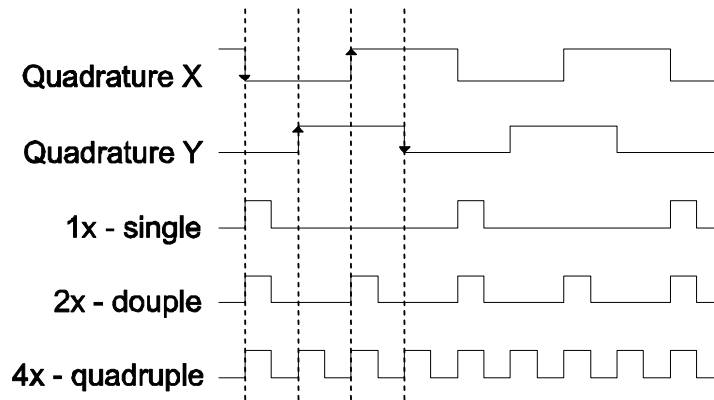 Quadrature X
Quadrature Y
1x - single
2x - douple
4x - quadruple